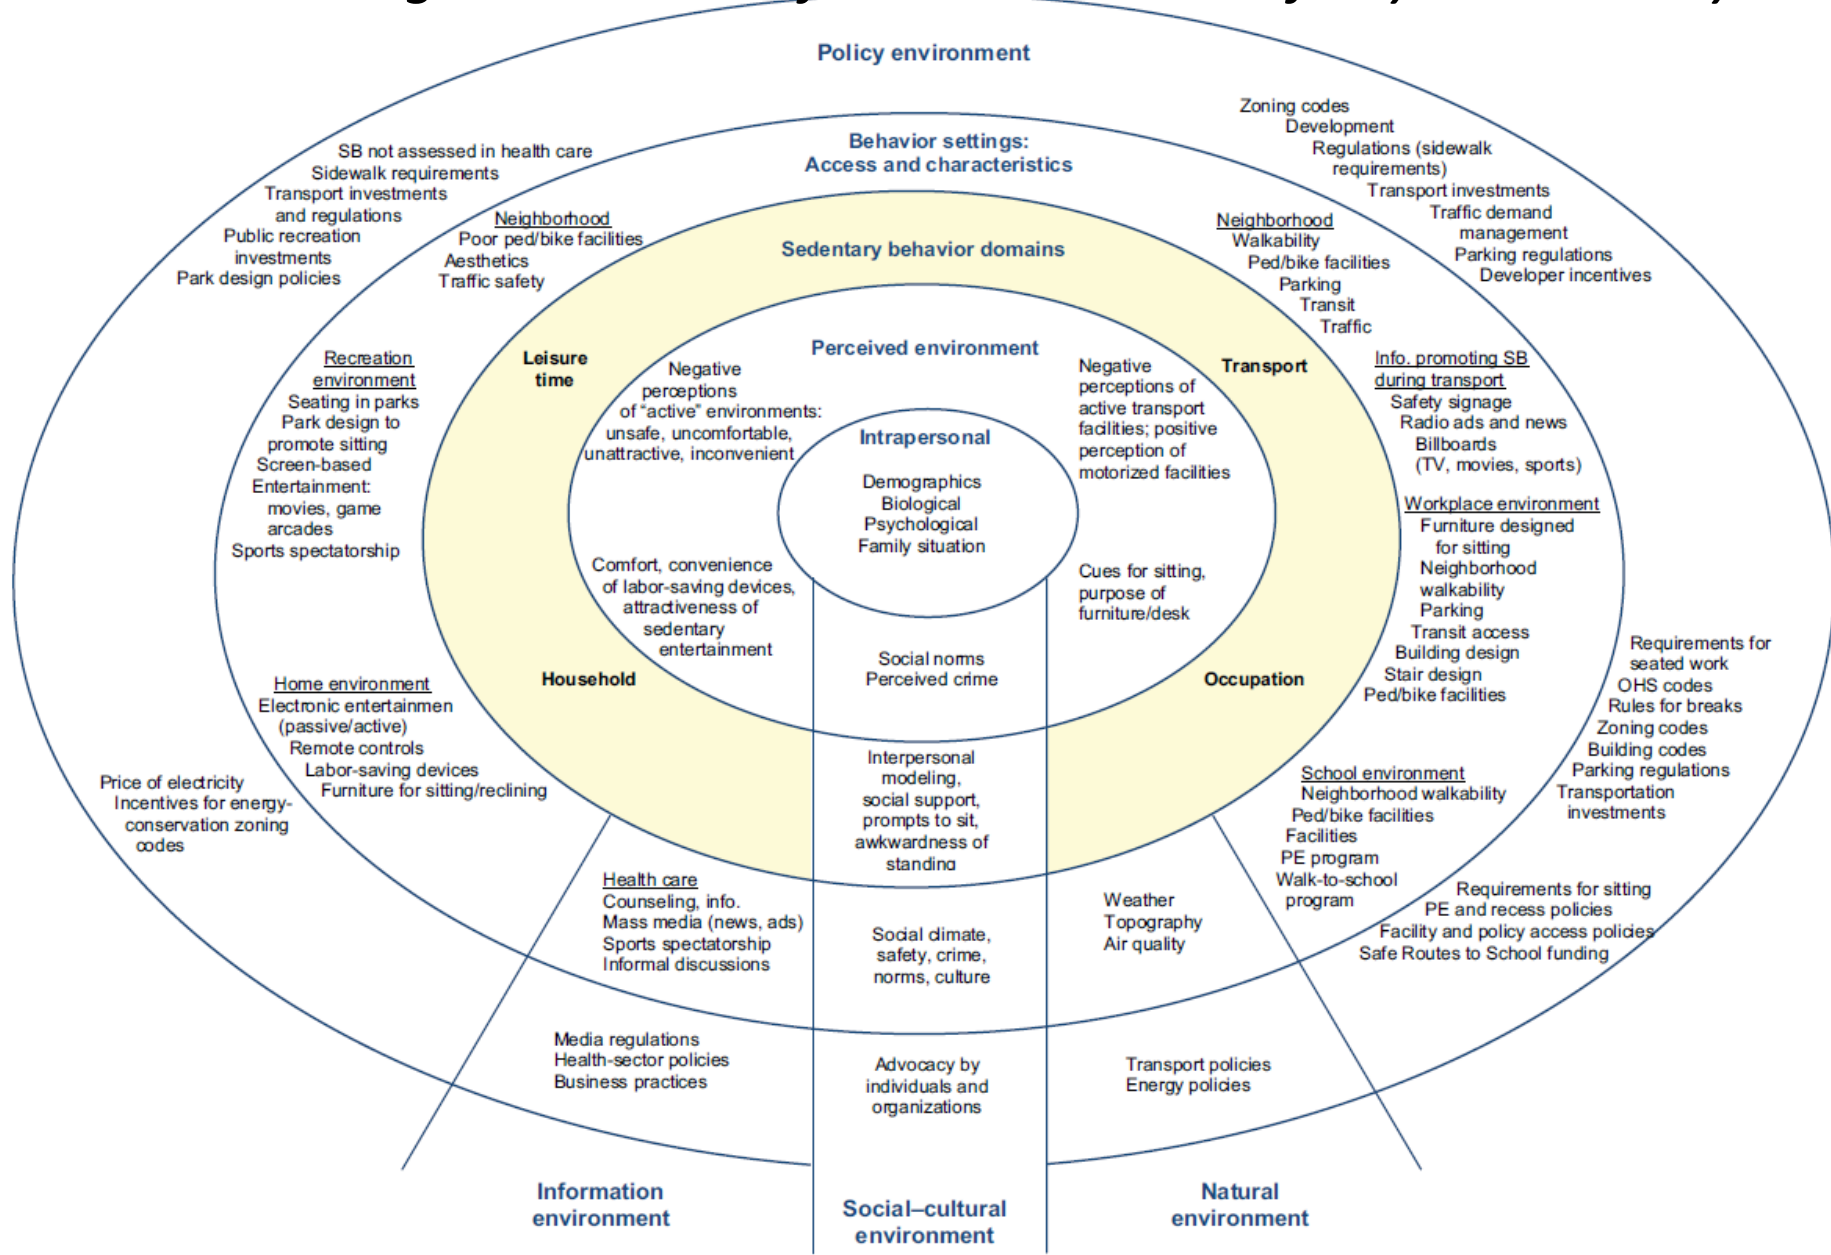 Policy environment
Zoning codes
Development
Regulations (sidewalk
requirements)
Transport investments
Traffic demand
management
Parking regulations
Developer incentives
SB not assessed in health care
Sidewalk requirements
Transport investments
and regulations
Public recreation
investments
Park design policies
Behavior settings:
Access and characteristics
Neighborhood
Poor ped/bike facilities
Aesthetics
Traffic safety
Neighborhood
Walkability
Ped/bike facilities
Parking
Transit
Traffic
Sedentary behavior domains
Leisure
time
Transport
Perceived environment
Negative
perceptions
of “active” environments:
unsafe, uncomfortable,
unattractive, inconvenient
Negative
perceptions of
active transport
facilities; positive
perception of
motorized facilities
Recreation
environment
Seating in parks
Park design to
promote sitting
Screen-based
Entertainment:
movies, game
arcades
Sports spectatorship
Info. promoting SB
during transport
Safety signage
Radio ads and news
Billboards
(TV, movies, sports)
Intrapersonal
Demographics
Biological
Psychological
Family situation
Workplace environment
Furniture designed
for sitting
Neighborhood
walkability
Parking
Transit access
Building design
Stair design
Ped/bike facilities
Comfort, convenience
of labor-saving devices,
attractiveness of
sedentary
entertainment
Cues for sitting,
purpose of
furniture/desk
Social norms
Perceived crime
Household
Occupation
Home environment
Electronic entertainmen
(passive/active)
Remote controls
Labor-saving devices
Furniture for sitting/reclining
Requirements for
seated work
OHS codes
Rules for breaks
Zoning codes
Building codes
Parking regulations
Transportation
investments
Price of electricity
Incentives for energy-
conservation zoning
codes
Interpersonal
modeling,
social support,
prompts to sit,
awkwardness of
standing
School environment
Neighborhood walkability
Ped/bike facilities
Facilities
PE program
Walk-to-school
program
Requirements for sitting
PE and recess policies
Facility and policy access policies
Safe Routes to School funding
Health care
Counseling, info.
Mass media (news, ads)
Sports spectatorship
Informal discussions
Social climate,
safety, crime,
norms, culture
Weather
Topography
Air quality
Media regulations
Health-sector policies
Business practices
Advocacy by
individuals and
organizations
Transport policies
Energy policies
Information
environment
Social–cultural
environment
Natural
environment